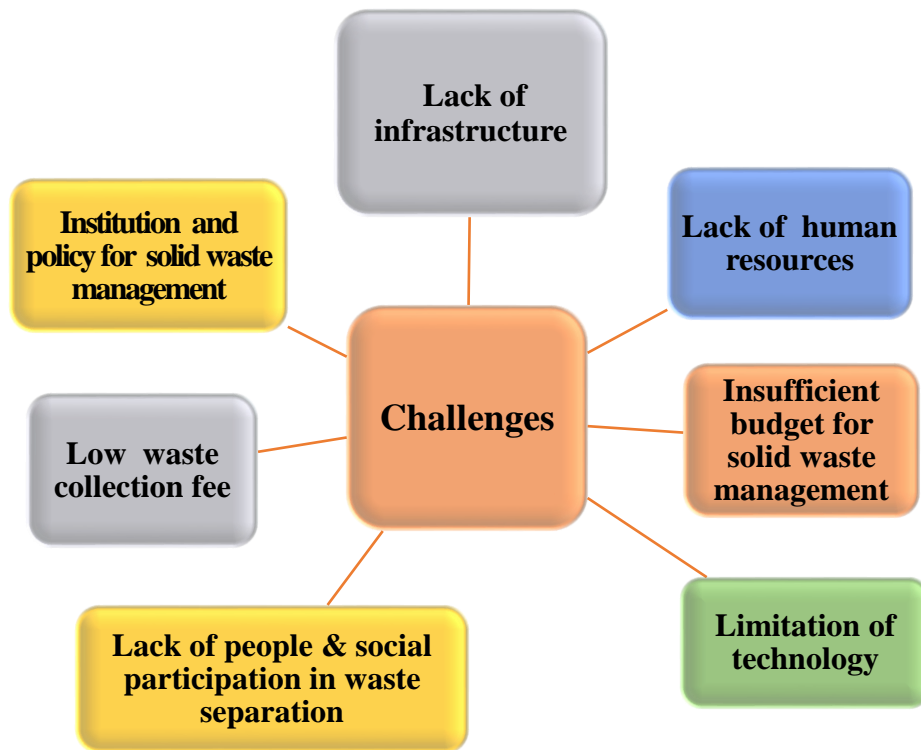 Lack of
infrastructure
Lack of human
resources
Insufficient
budget for
solid waste
management
Limitation of
technology
Lack of people & social
participation in waste
separation
Low waste
collection fee
Institution and
policy for solid waste
management
Challenges